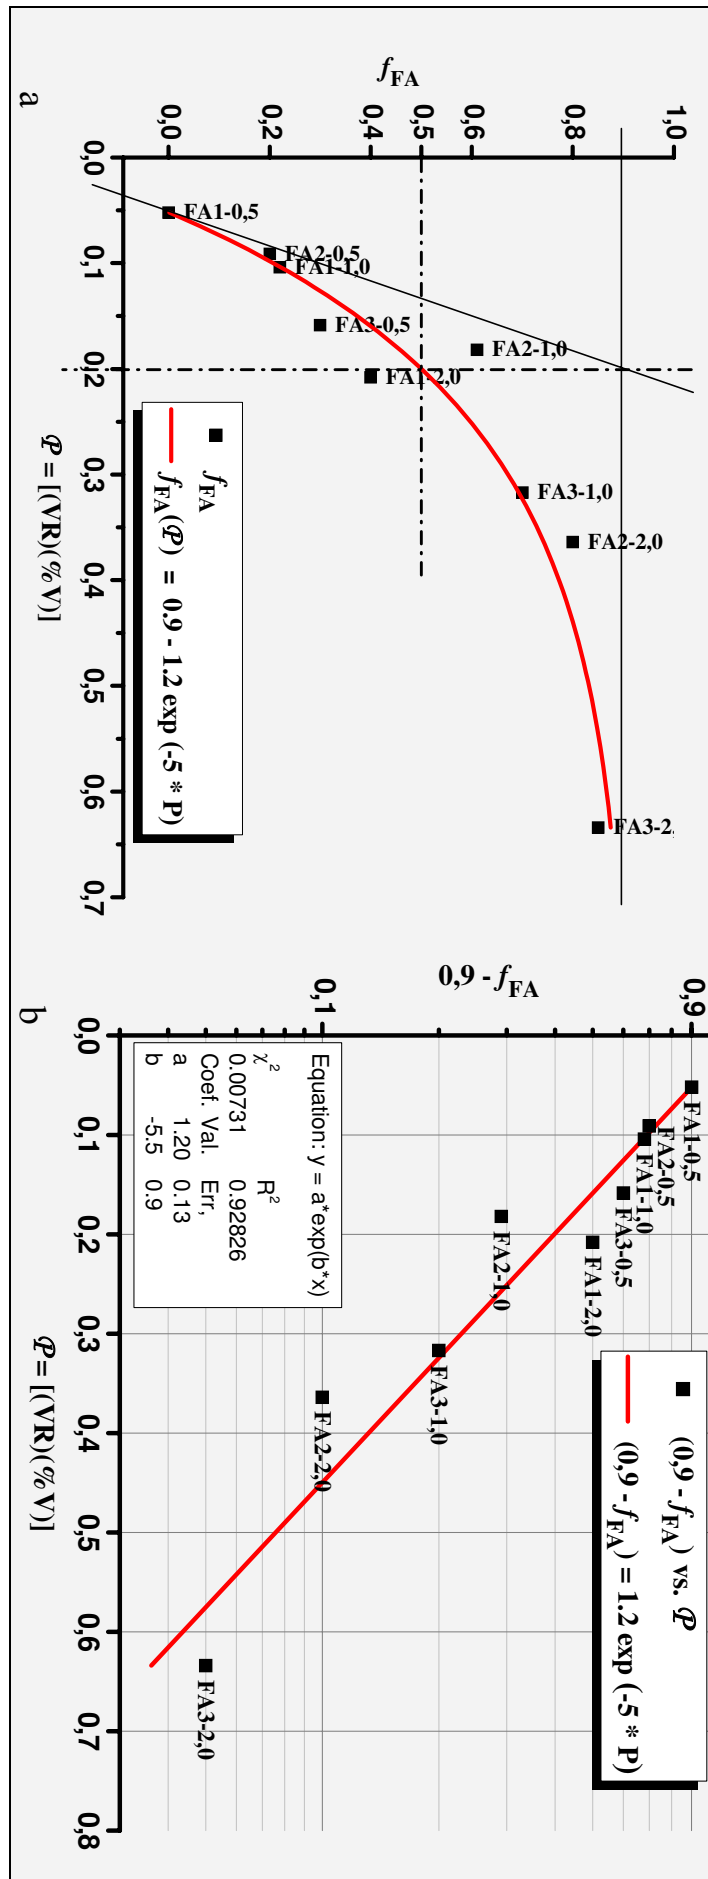 f_FA
1,0
0,8
0,6
0,5
0,4
0,2
0,0
0,0
0,1
0,2
0,3
0,4
0,5
0,6
0,7
FA1-0,5
FA2-0,5
FA1-1,0
FA3-0,5
FA2-1,0
FA1-2,0
FA3-1,0
FA2-2,0
FA3-2,
f_FA
f_FA(𝒫) = 0.9 - 1.2 exp (-5 * P)
𝒫 = [(VR)(%V)]
a
0,9 - f_FA
0,9
0,1
0,0
0,1
0,2
0,3
0,4
0,5
0,6
0,7
0,8
(0,9 - f_FA) vs. 𝒫
(0,9 - f_FA) = 1.2 exp (-5 * P)
FA1-0,5
FA2-0,5
FA1-1,0
FA3-0,5
FA1-2,0
FA2-1,0
FA3-1,0
FA2-2,0
FA3-2,0
Equation: y = a*exp(b*x)
χ² R²
0.00731 0.92826
Coef. Val. Err,
a 1.20 0.13
b -5.5 0.9
𝒫 = [(VR)(%V)]
b